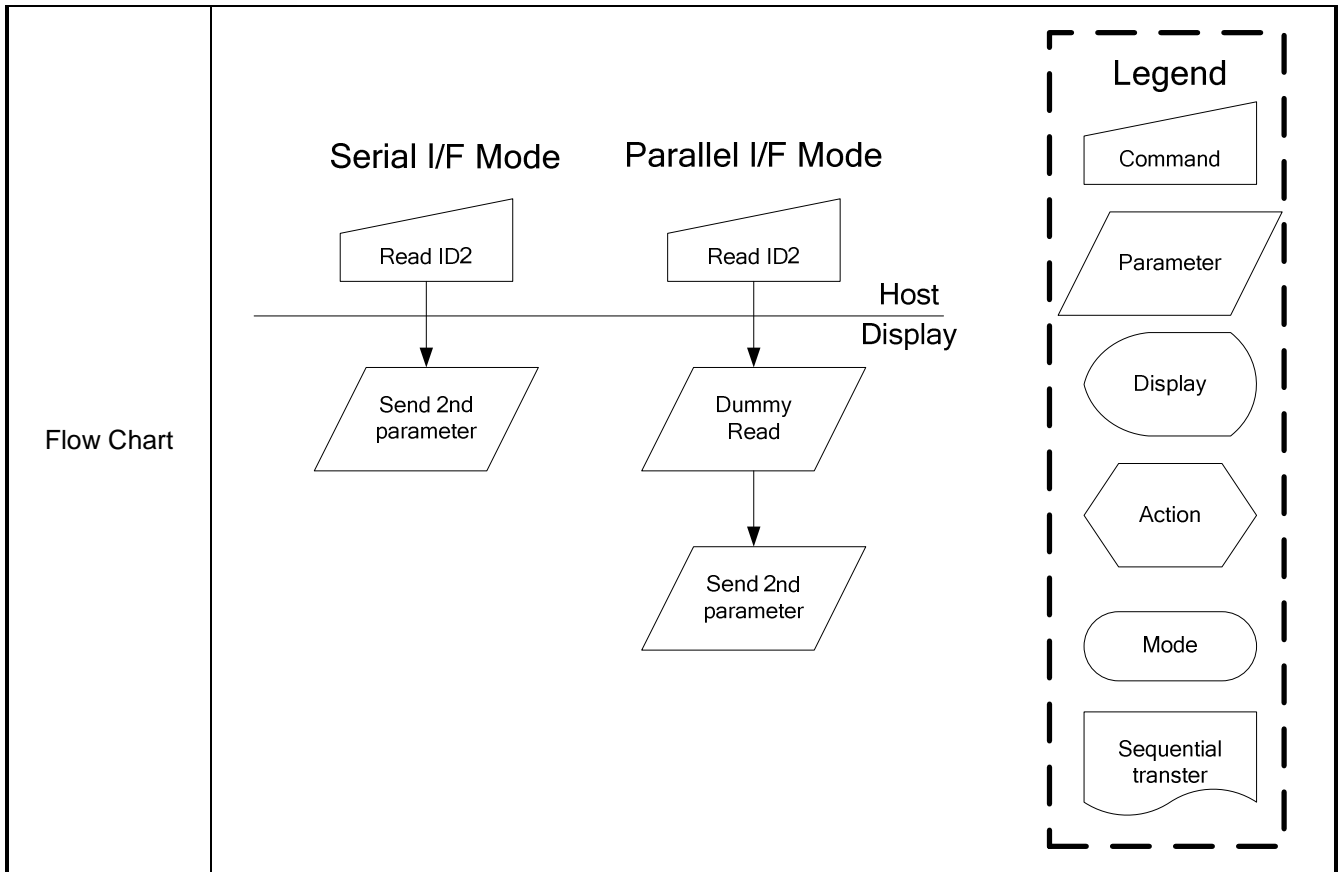 Flow Chart
Serial I/F Mode
Read ID2
Send 2nd
parameter
Parallel I/F Mode
Read ID2
Host
Display
Dummy
Read
Send 2nd
parameter
Legend
Command
Parameter
Display
Action
Mode
Sequential
transter